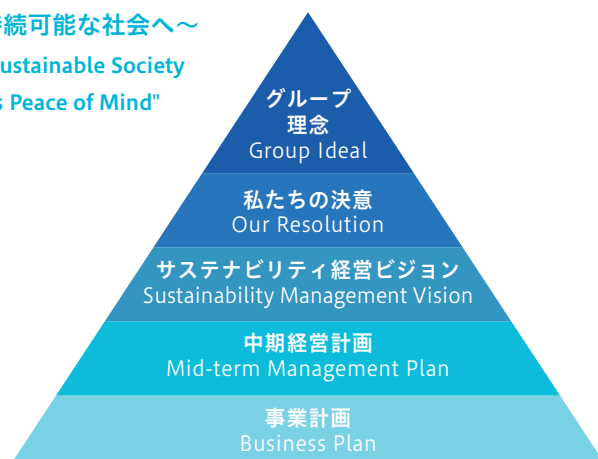 続可能な社会へ〜
ustainable Society
s Peace of Mind"
グループ
理念
Group Ideal
私たちの決意
Our Resolution
サステナビリティ経営ビジョン
Sustainability Management Vision
中期経営計画
Mid-term Management Plan
事業計画
Business Plan